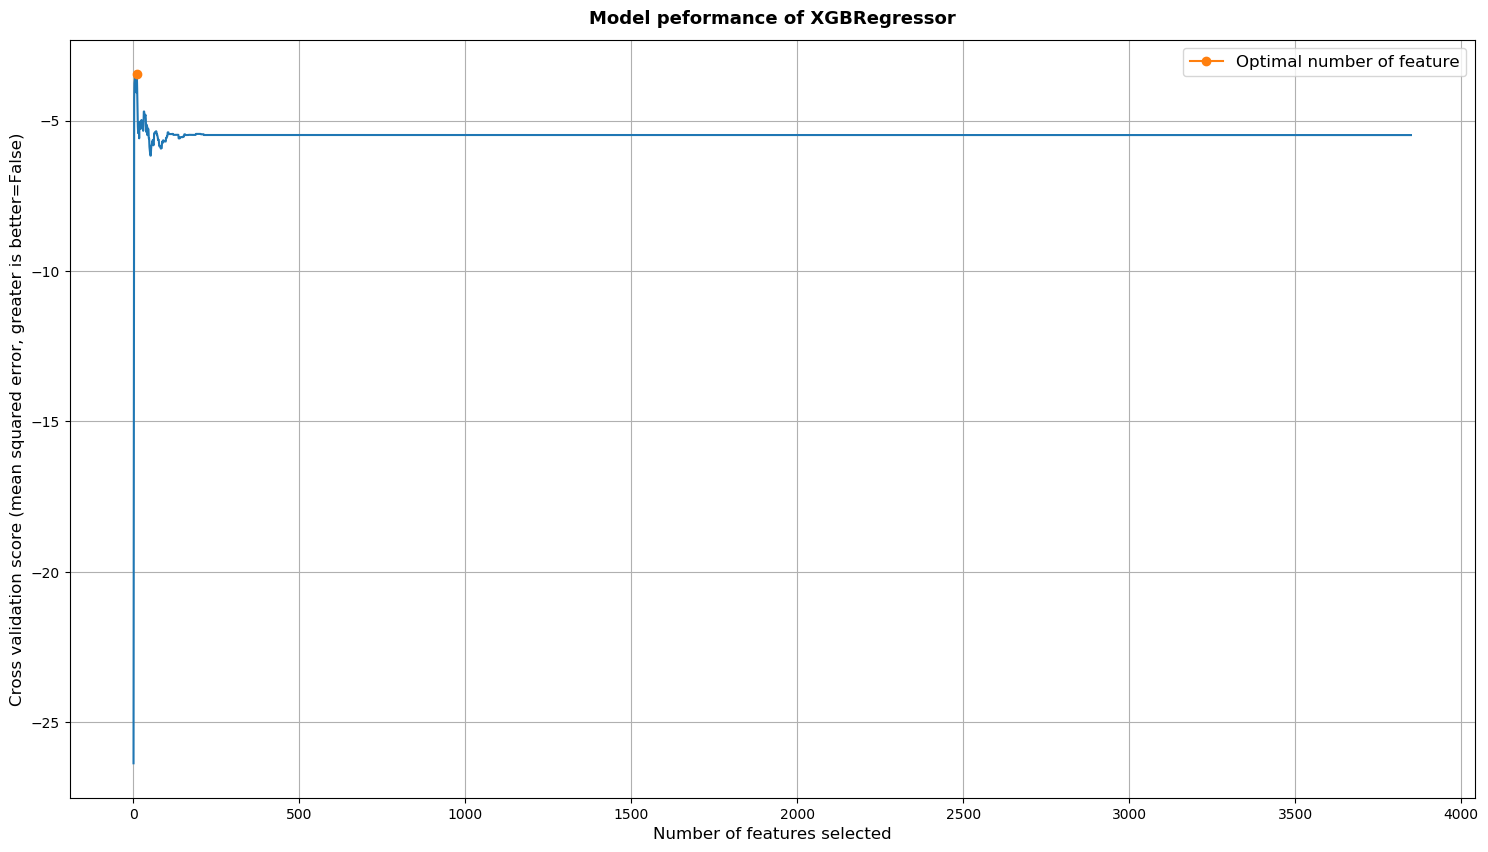 Model peformance of XGBRegressor
Optimal number of feature
Cross validation score (mean squared error, greater is better=False)
−5
−10
−15
−20
−25
0 500 1000 1500 2000 2500 3000 3500 4000
Number of features selected